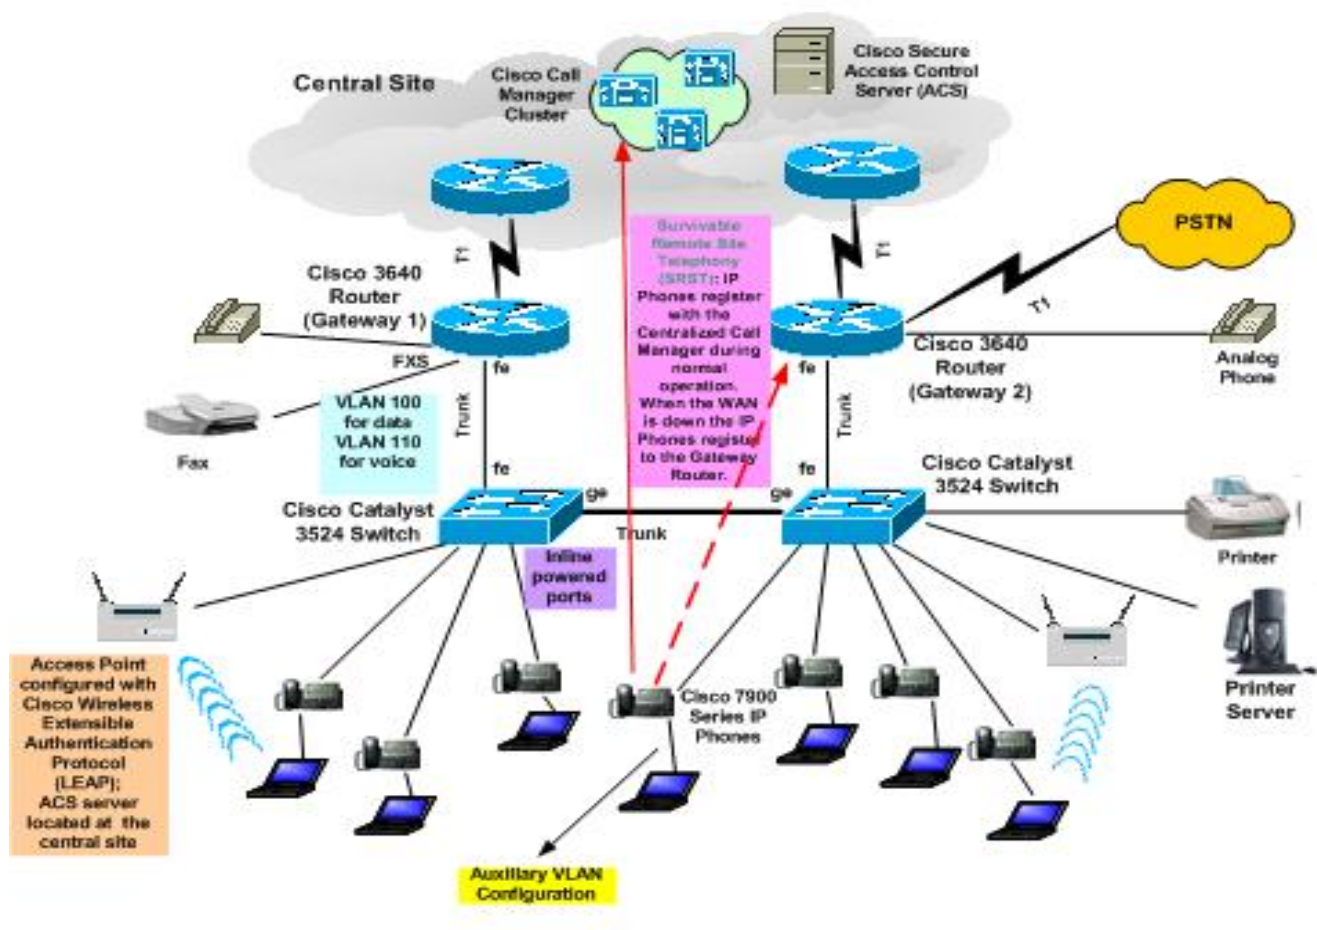 Central Site
Cisco Call
Manager
Cluster
Cisco Secure
Access Control
Server (ACS)
T1
T1
PSTN
T1
Cisco 3640
Router
(Gateway 1)
FXS
fe
Survivable
Remote Site
Telephony
(SRST): IP
Phones register
with the
Centralized Call
Manager during
normal
operation.
When the WAN
is down the IP
Phones register
to the Gateway
Router.
fe
Cisco 3640
Router
(Gateway 2)
Analog
Phone
Fax
VLAN 100
for data
VLAN 110
for voice
Trunk
fe
Trunk
fe
Cisco Catalyst
3524 Switch
ge
Trunk
ge
Cisco Catalyst
3524 Switch
Printer
Inline
powered
ports
Printer
Server
Access Point
configured with
Cisco Wireless
Extensible
Authentication
Protocol
(LEAP);
ACS server
located at the
central site
Cisco 7900
Series IP
Phones
Auxillary VLAN
Configuration